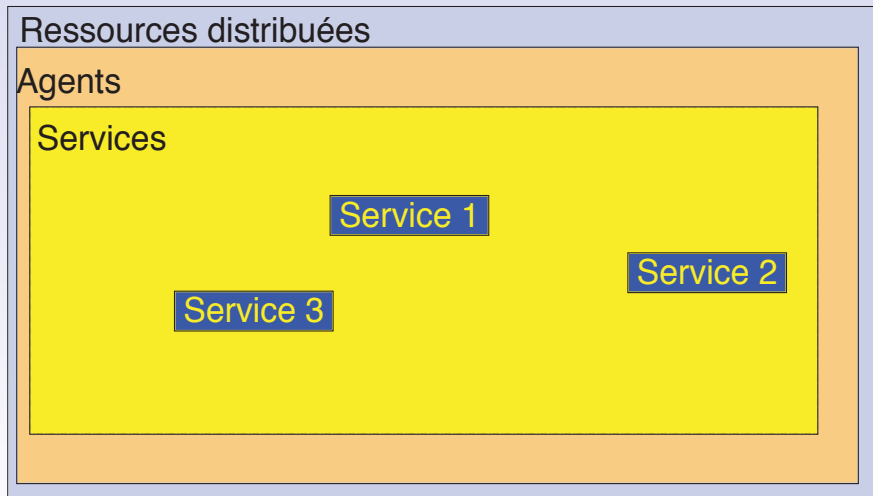 Ressources distribuées
Agents
Services
Service 1
Service 2
Service 3